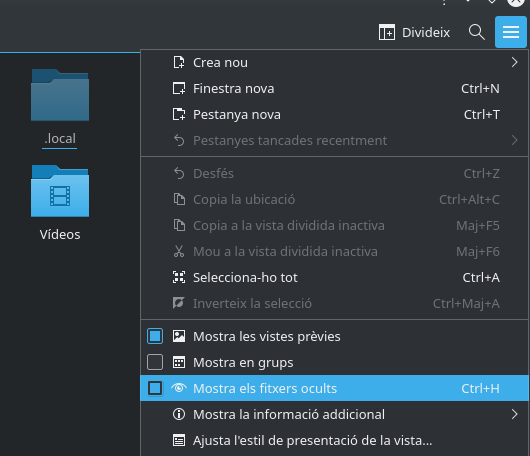 Divideix
.local
Vídeos
Crea nou
Finestra nova Ctrl+N
Pestanya nova Ctrl+T
Pestanyes tancades recentment
Desfés Ctrl+Z
Copia la ubicació Ctrl+Alt+C
Copia a la vista dividida inactiva Maj+F5
Mou a la vista dividida inactiva Maj+F6
Selecciona-ho tot Ctrl+A
Inverteix la selecció Ctrl+Maj+A
Mostra les vistes prèvies
Mostra en grups
Mostra els fitxers ocults Ctrl+H
Mostra la informació addicional
Ajusta l'estil de presentació de la vista...